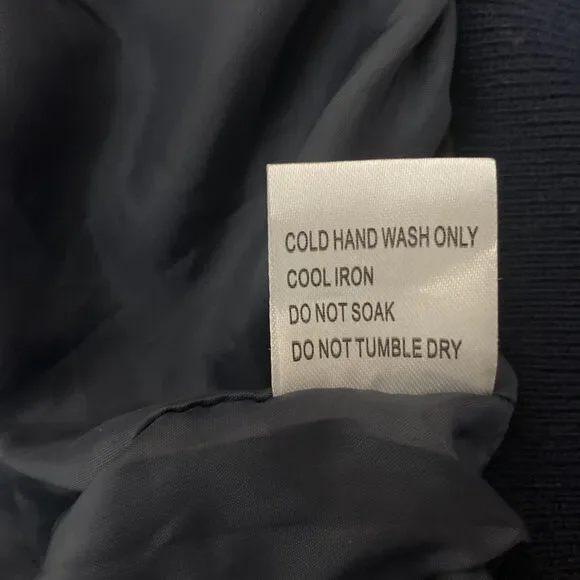 COLD HAND WASH ONLY
COOL IRON
DO NOT SOAK
DO NOT TUMBLE DRY